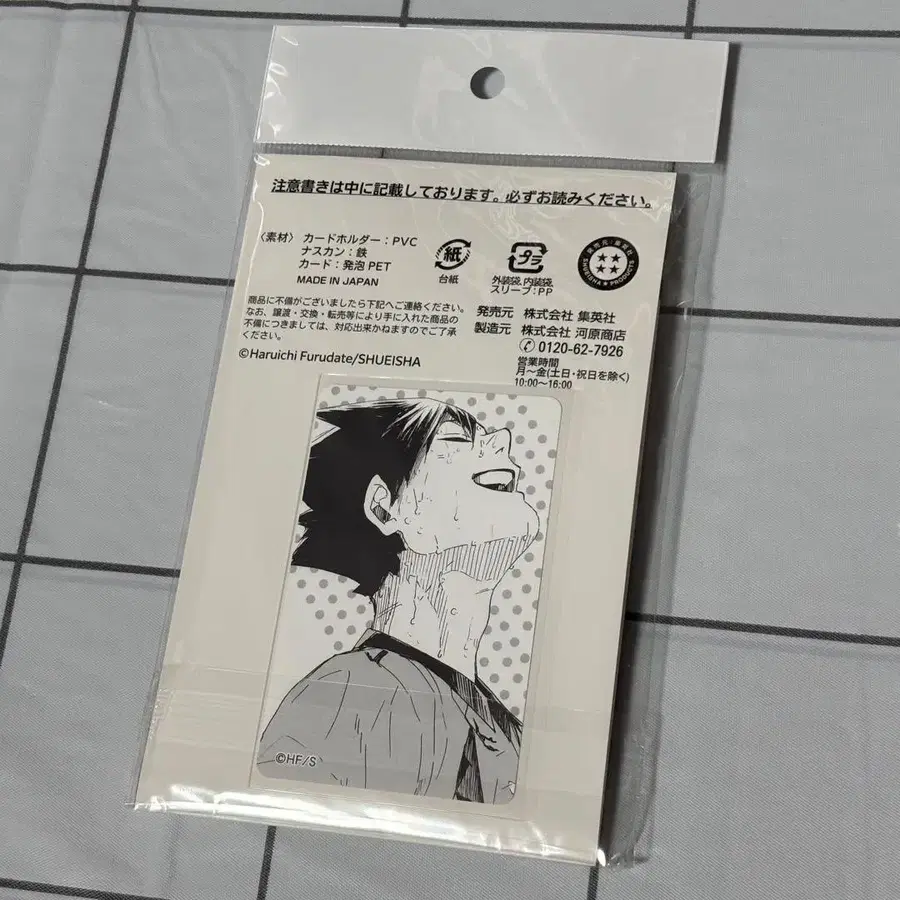 注意書きは中に記載しております。必ずお読みください。
〈素材〉カードホルダー：PVC
ナスカン：鉄
カード：発泡PET
MADE IN JAPAN
紙
台紙
プラ
外装袋、内装袋、
スリーブ：PP
商品に不備がございましたら下記へご連絡ください。
なお、譲渡・交換・転売等により手に入れた商品の
不備につきましては、対応出来かねますのでご了承
ください。
©Haruichi Furudate/SHUEISHA
発売元 株式会社 集英社
製造元 株式会社 河原商店
0120-62-7926
営業時間
月～金(土日・祝日を除く)
10:00～16:00
©HF/S